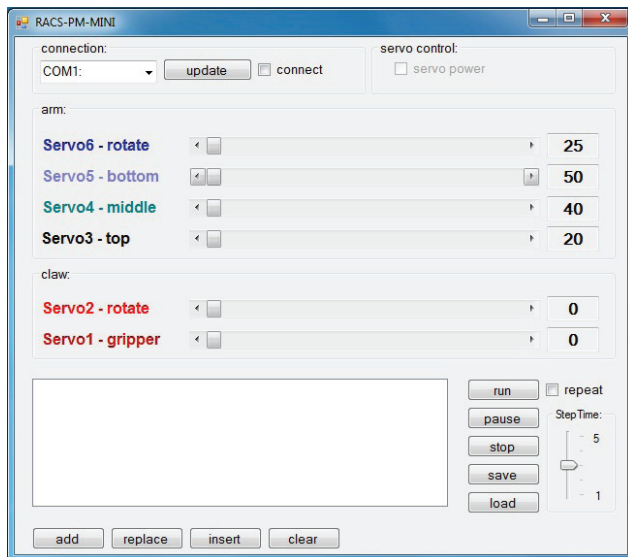 RACS-PM-MINI
connection:
COM1: update connect
servo control:
servo power
arm:
Servo6 - rotate 25
Servo5 - bottom 50
Servo4 - middle 40
Servo3 - top 20
claw:
Servo2 - rotate 0
Servo1 - gripper 0
run repeat
pause
stop
save
load
StepTime:
5
1
add replace insert clear